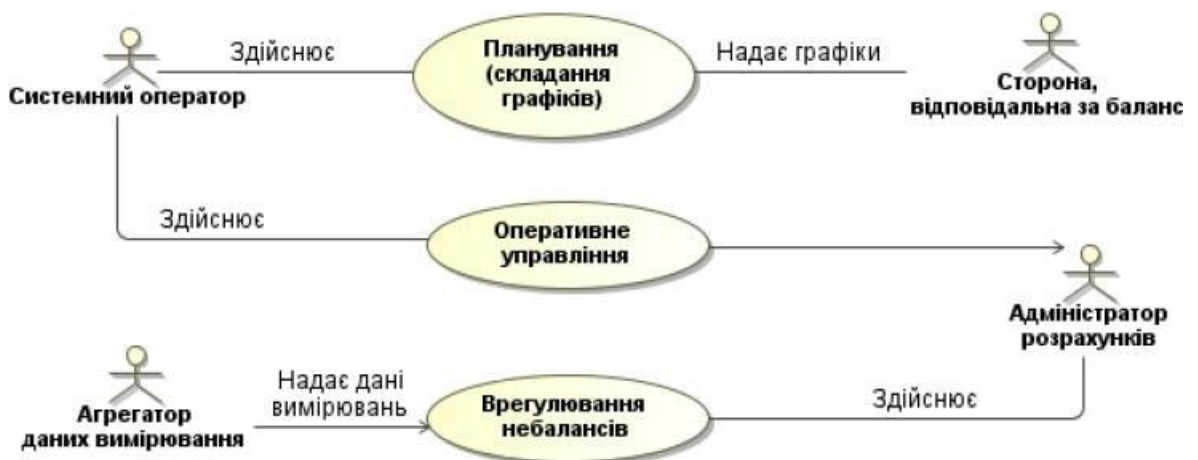 Здійснює
Планування
(складання
графіків)
Надає графіки
Системний оператор
Сторона,
відповідальна за баланс
Здійснює
Оперативне
управління
Адміністратор
розрахунків
Агрегатор
даних вимірювання
Надає дані
вимірювань
Врегулювання
небалансів
Здійснює